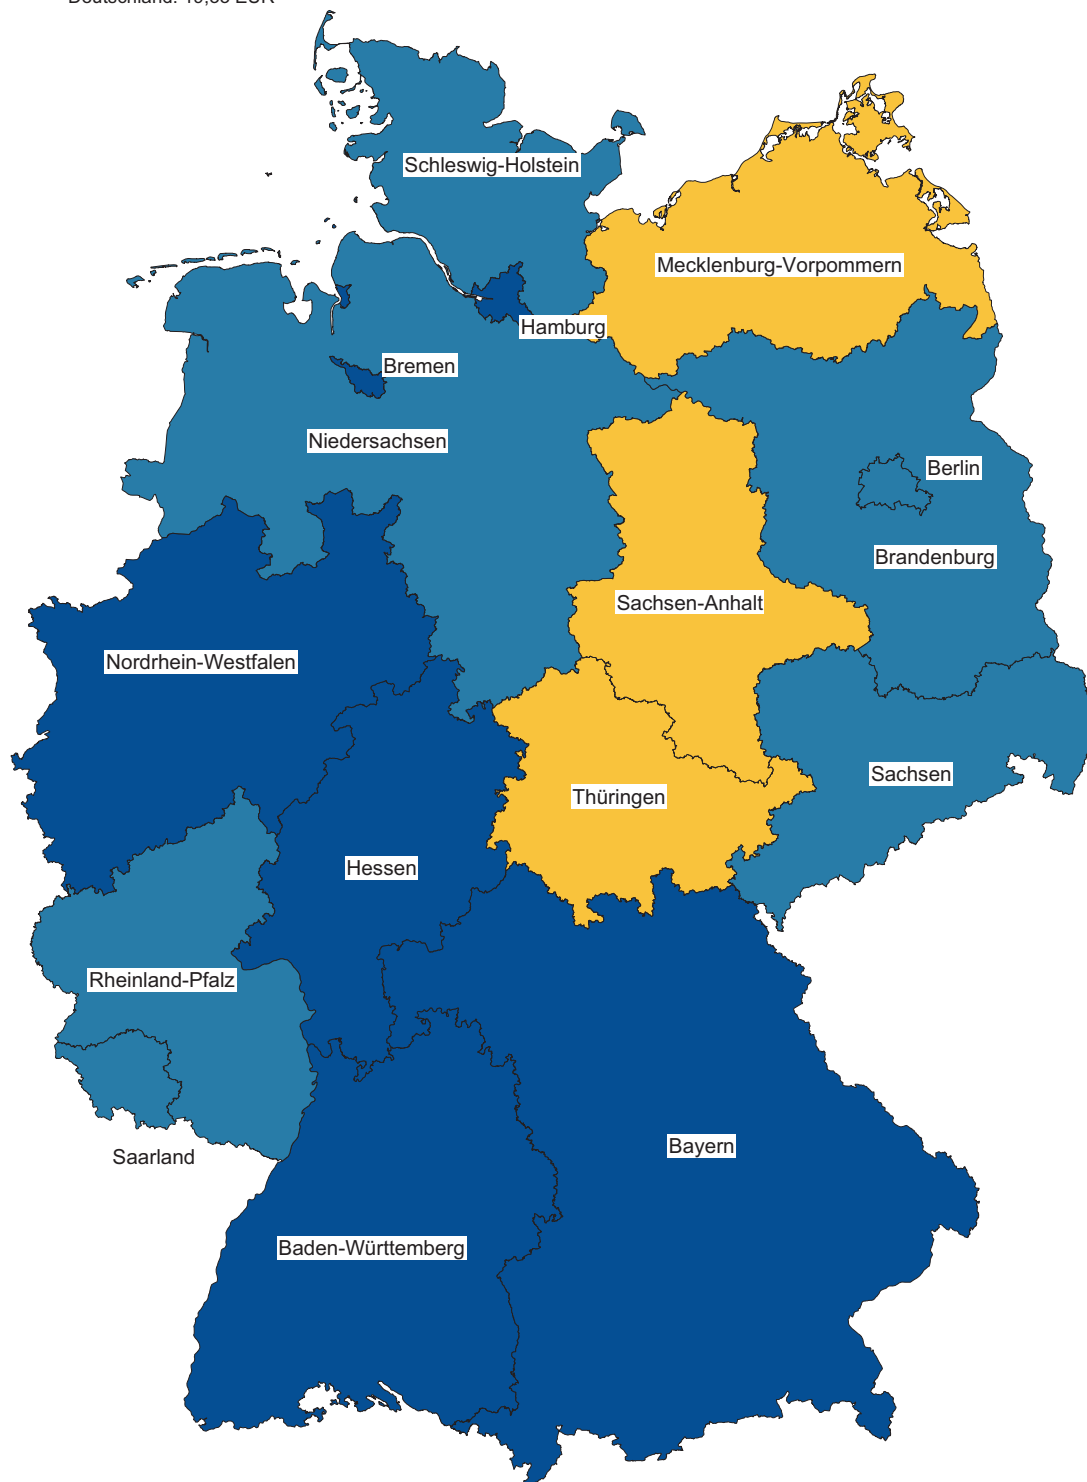 Schleswig-Holstein
Mecklenburg-Vorpommern
Hamburg
Bremen
Niedersachsen
Berlin
Brandenburg
Sachsen-Anhalt
Nordrhein-Westfalen
Sachsen
Thüringen
Hessen
Rheinland-Pfalz
Bayern
Saarland
Baden-Württemberg